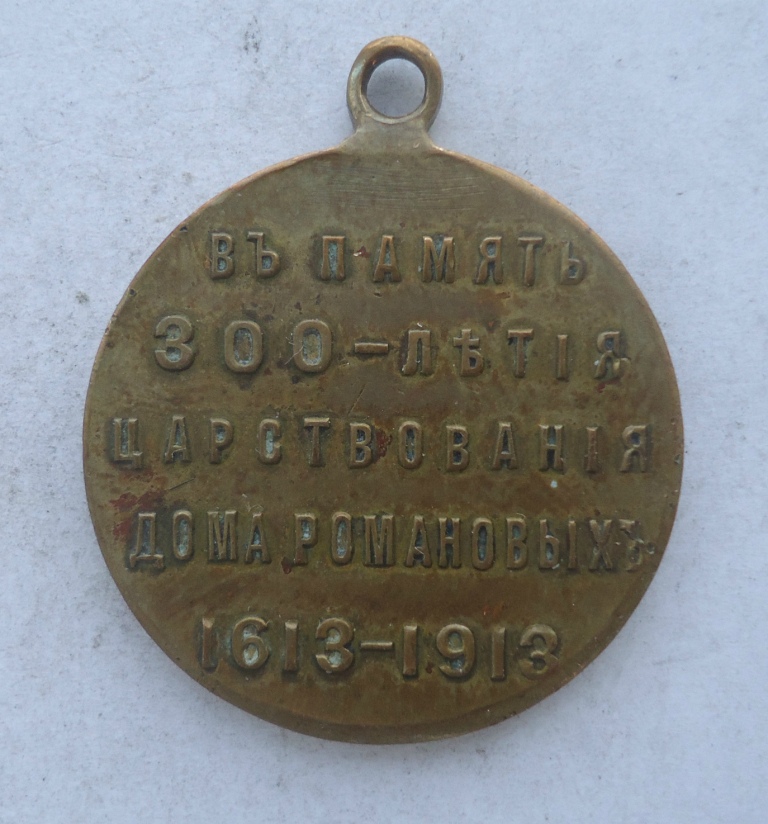 ВЪ ПАМЯТЬ
300-ЛѢТІЯ
ЦАРСТВОВАНІЯ
ДОМА РОМАНОВЫХЪ
1613-1913